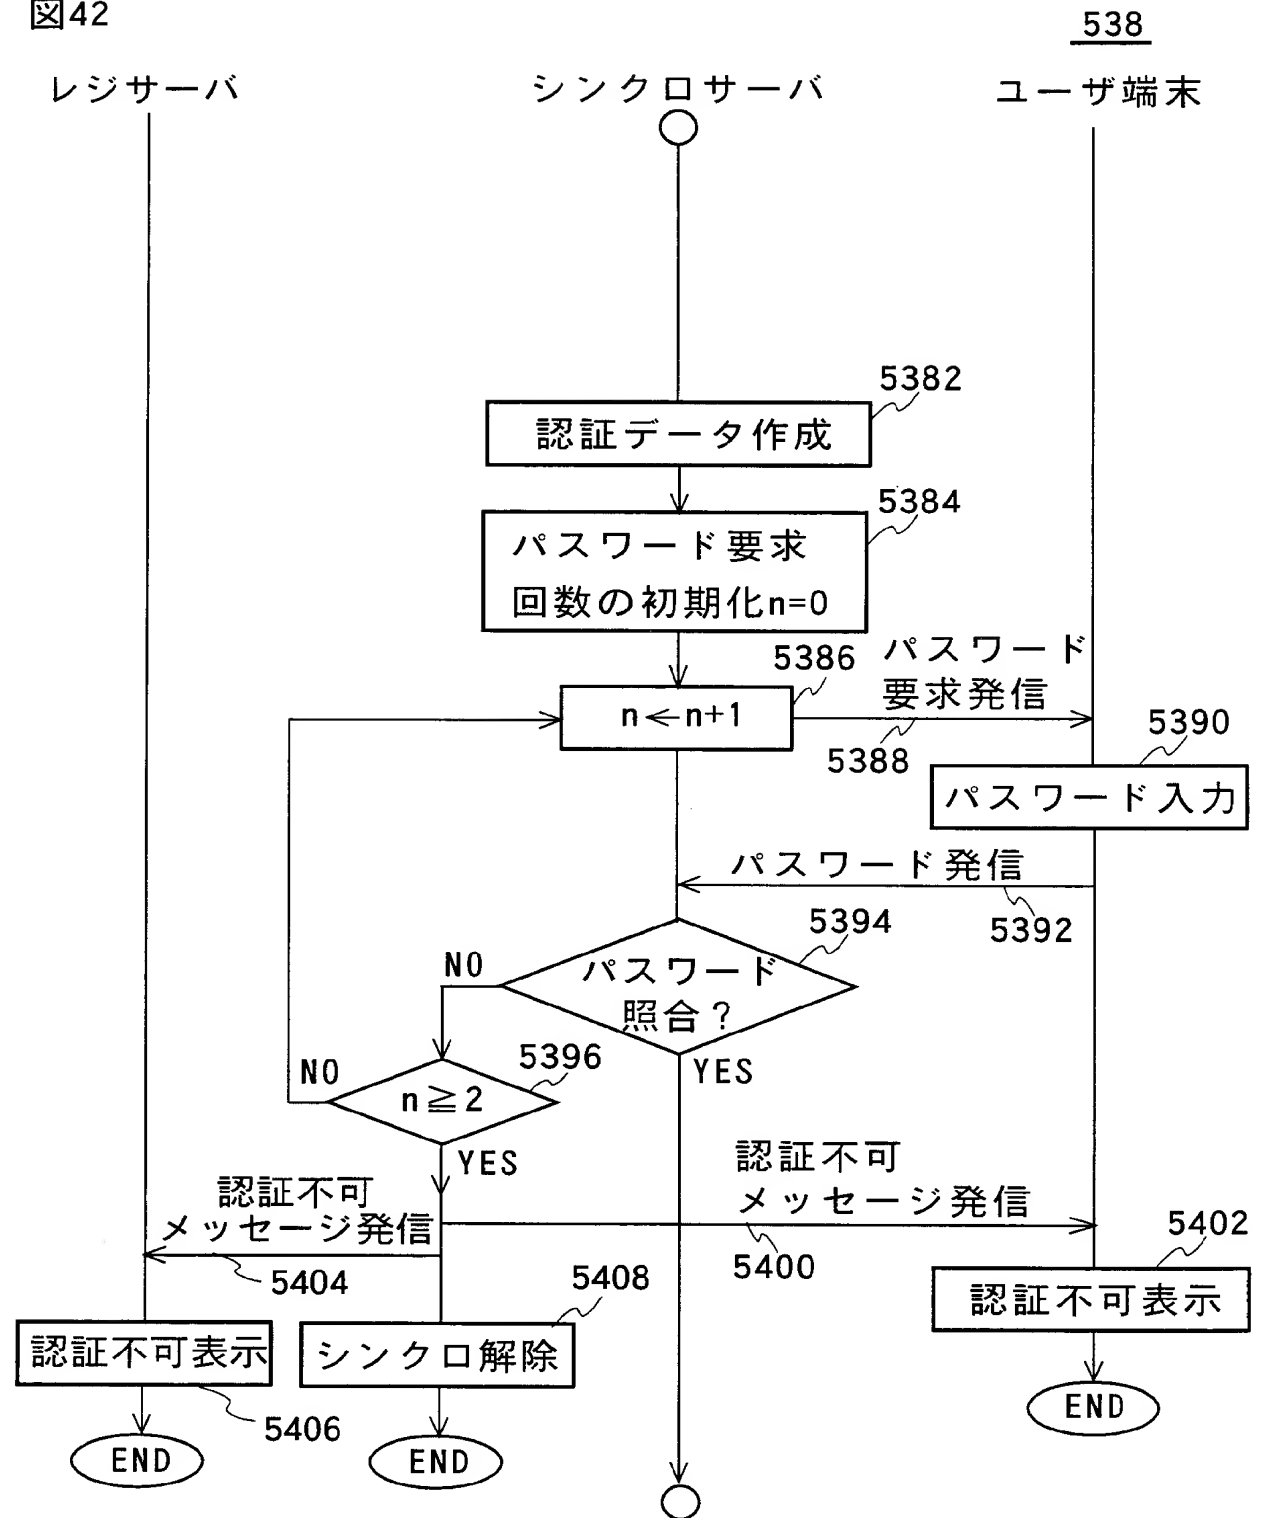 図42
538
レジサーバ
シンクロサーバ
ユーザ端末
5382
認証データ作成
5384
パスワード要求
回数の初期化n=0
5386
n←n+1
パスワード
要求発信
5388
5390
パスワード入力
パスワード発信
5392
5394
パスワード
照合？
NO
YES
5396
n≧2
NO
YES
認証不可
メッセージ発信
5400
認証不可
メッセージ発信
5404
5402
認証不可表示
END
5408
シンクロ解除
END
認証不可表示
5406
END